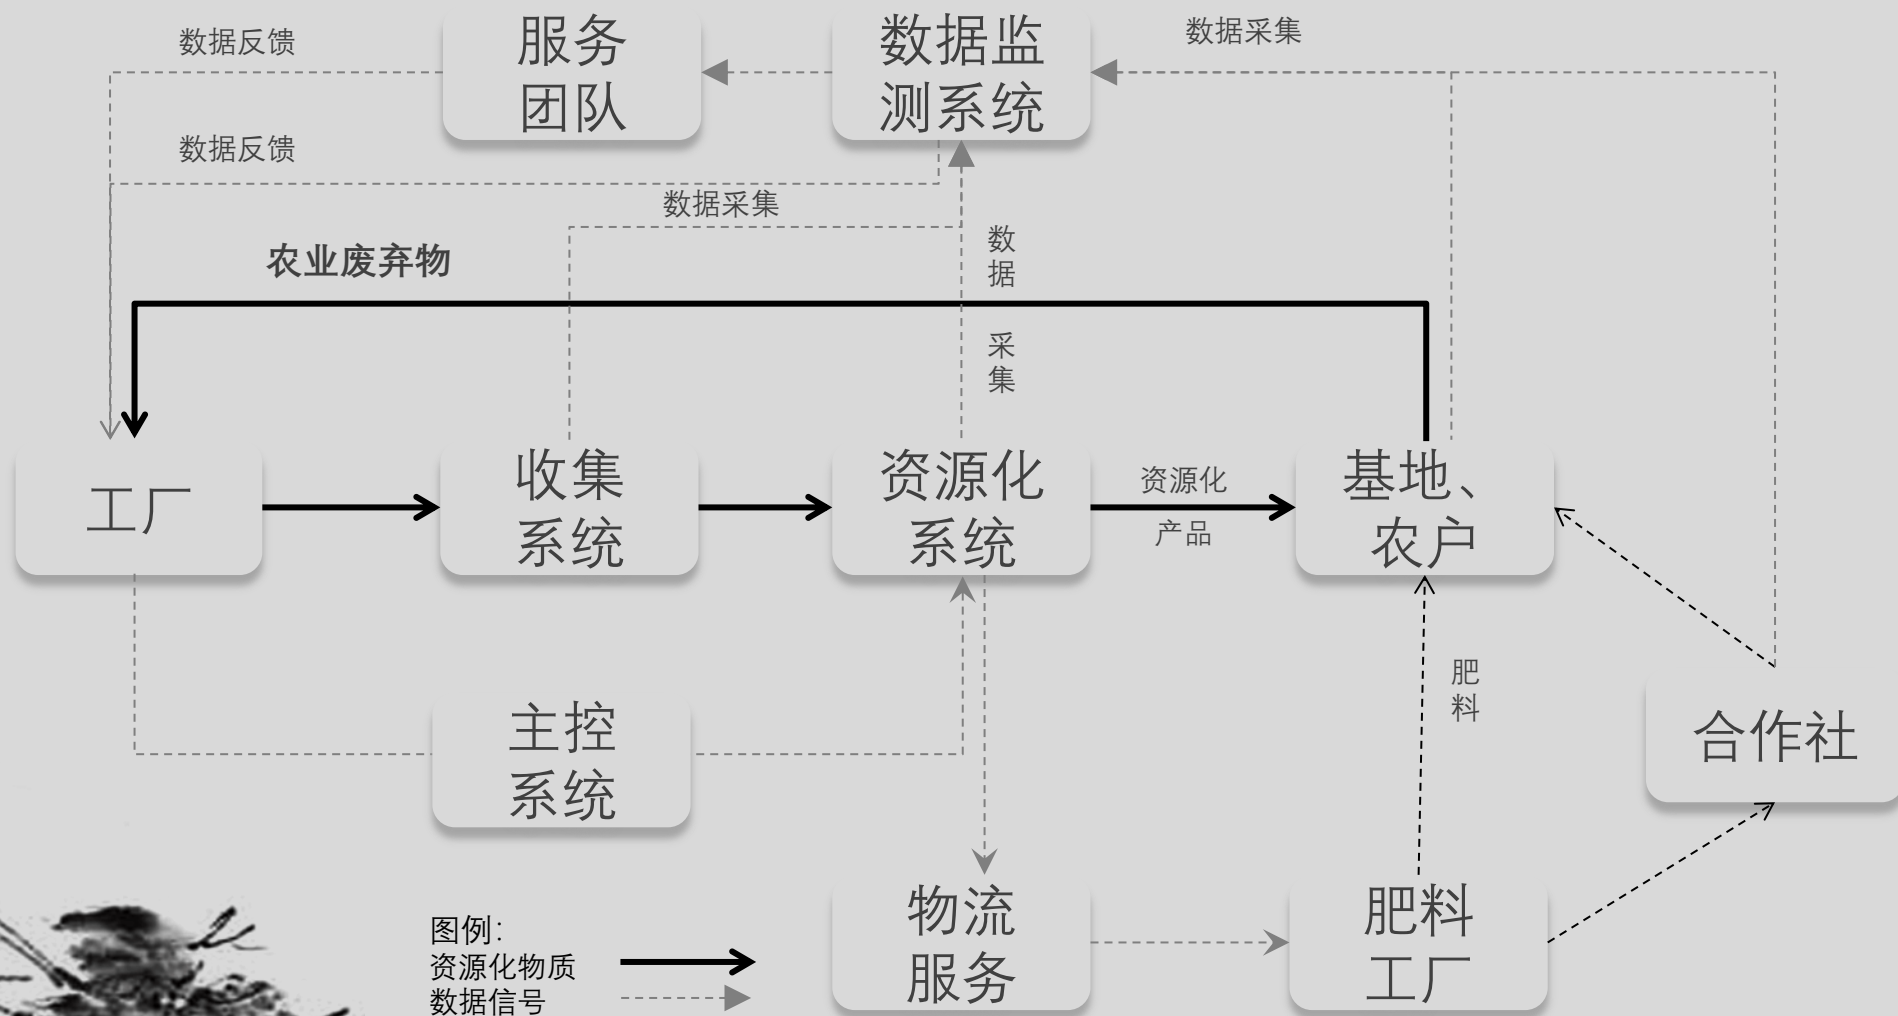 服务
团队
数据监
测系统
数据采集
数据反馈
数据反馈
数据采集
数
据
采
集
农业废弃物
工厂
收集
系统
资源化
系统
资源化
产品
基地、
农户
主控
系统
肥
料
合作社
物流
服务
肥料
工厂
图例：
资源化物质
数据信号